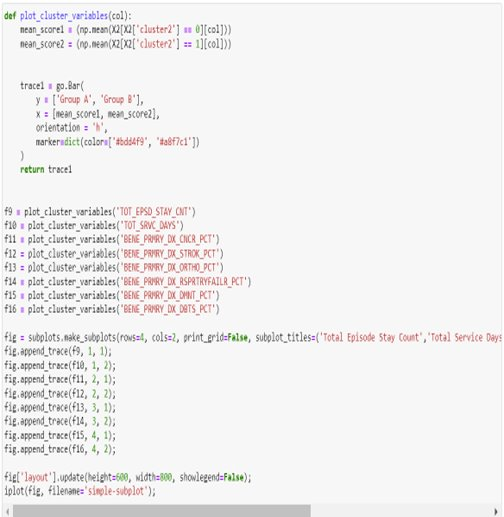 def plot_cluster_variables(col):
    mean_score1 = (np.mean(X2[X2['cluster2'] == 0][col]))
    mean_score2 = (np.mean(X2[X2['cluster2'] == 1][col]))
    trace1 = go.Bar(
        y = ['Group A', 'Group B'],
        x = [mean_score1, mean_score2],
        orientation = 'h',
        marker=dict(color=['#bdd4f9', '#a8f7c1'])
    )
    return trace1
f9 = plot_cluster_variables('TOT_EPSD_STAY_CNT')
f10 = plot_cluster_variables('TOT_SRVC_DAYS')
f11 = plot_cluster_variables('BENE_PRMRY_DX_CNCR_PCT')
f12 = plot_cluster_variables('BENE_PRMRY_DX_STROK_PCT')
f13 = plot_cluster_variables('BENE_PRMRY_DX_ORTHO_PCT')
f14 = plot_cluster_variables('BENE_PRMRY_DX_RSPRTRYFAILR_PCT')
f15 = plot_cluster_variables('BENE_PRMRY_DX_DMNT_PCT')
f16 = plot_cluster_variables('BENE_PRMRY_DX_DBTS_PCT')
fig = subplots.make_subplots(rows=4, cols=2, print_grid=False, subplot_titles=('Total Episode Stay Count','Total Service Days
fig.append_trace(f9, 1, 1);
fig.append_trace(f10, 1, 2);
fig.append_trace(f11, 2, 1);
fig.append_trace(f12, 2, 2);
fig.append_trace(f13, 3, 1);
fig.append_trace(f14, 3, 2);
fig.append_trace(f15, 4, 1);
fig.append_trace(f16, 4, 2);
fig['layout'].update(height=600, width=800, showlegend=False);
iplot(fig, filename='simple-subplot');